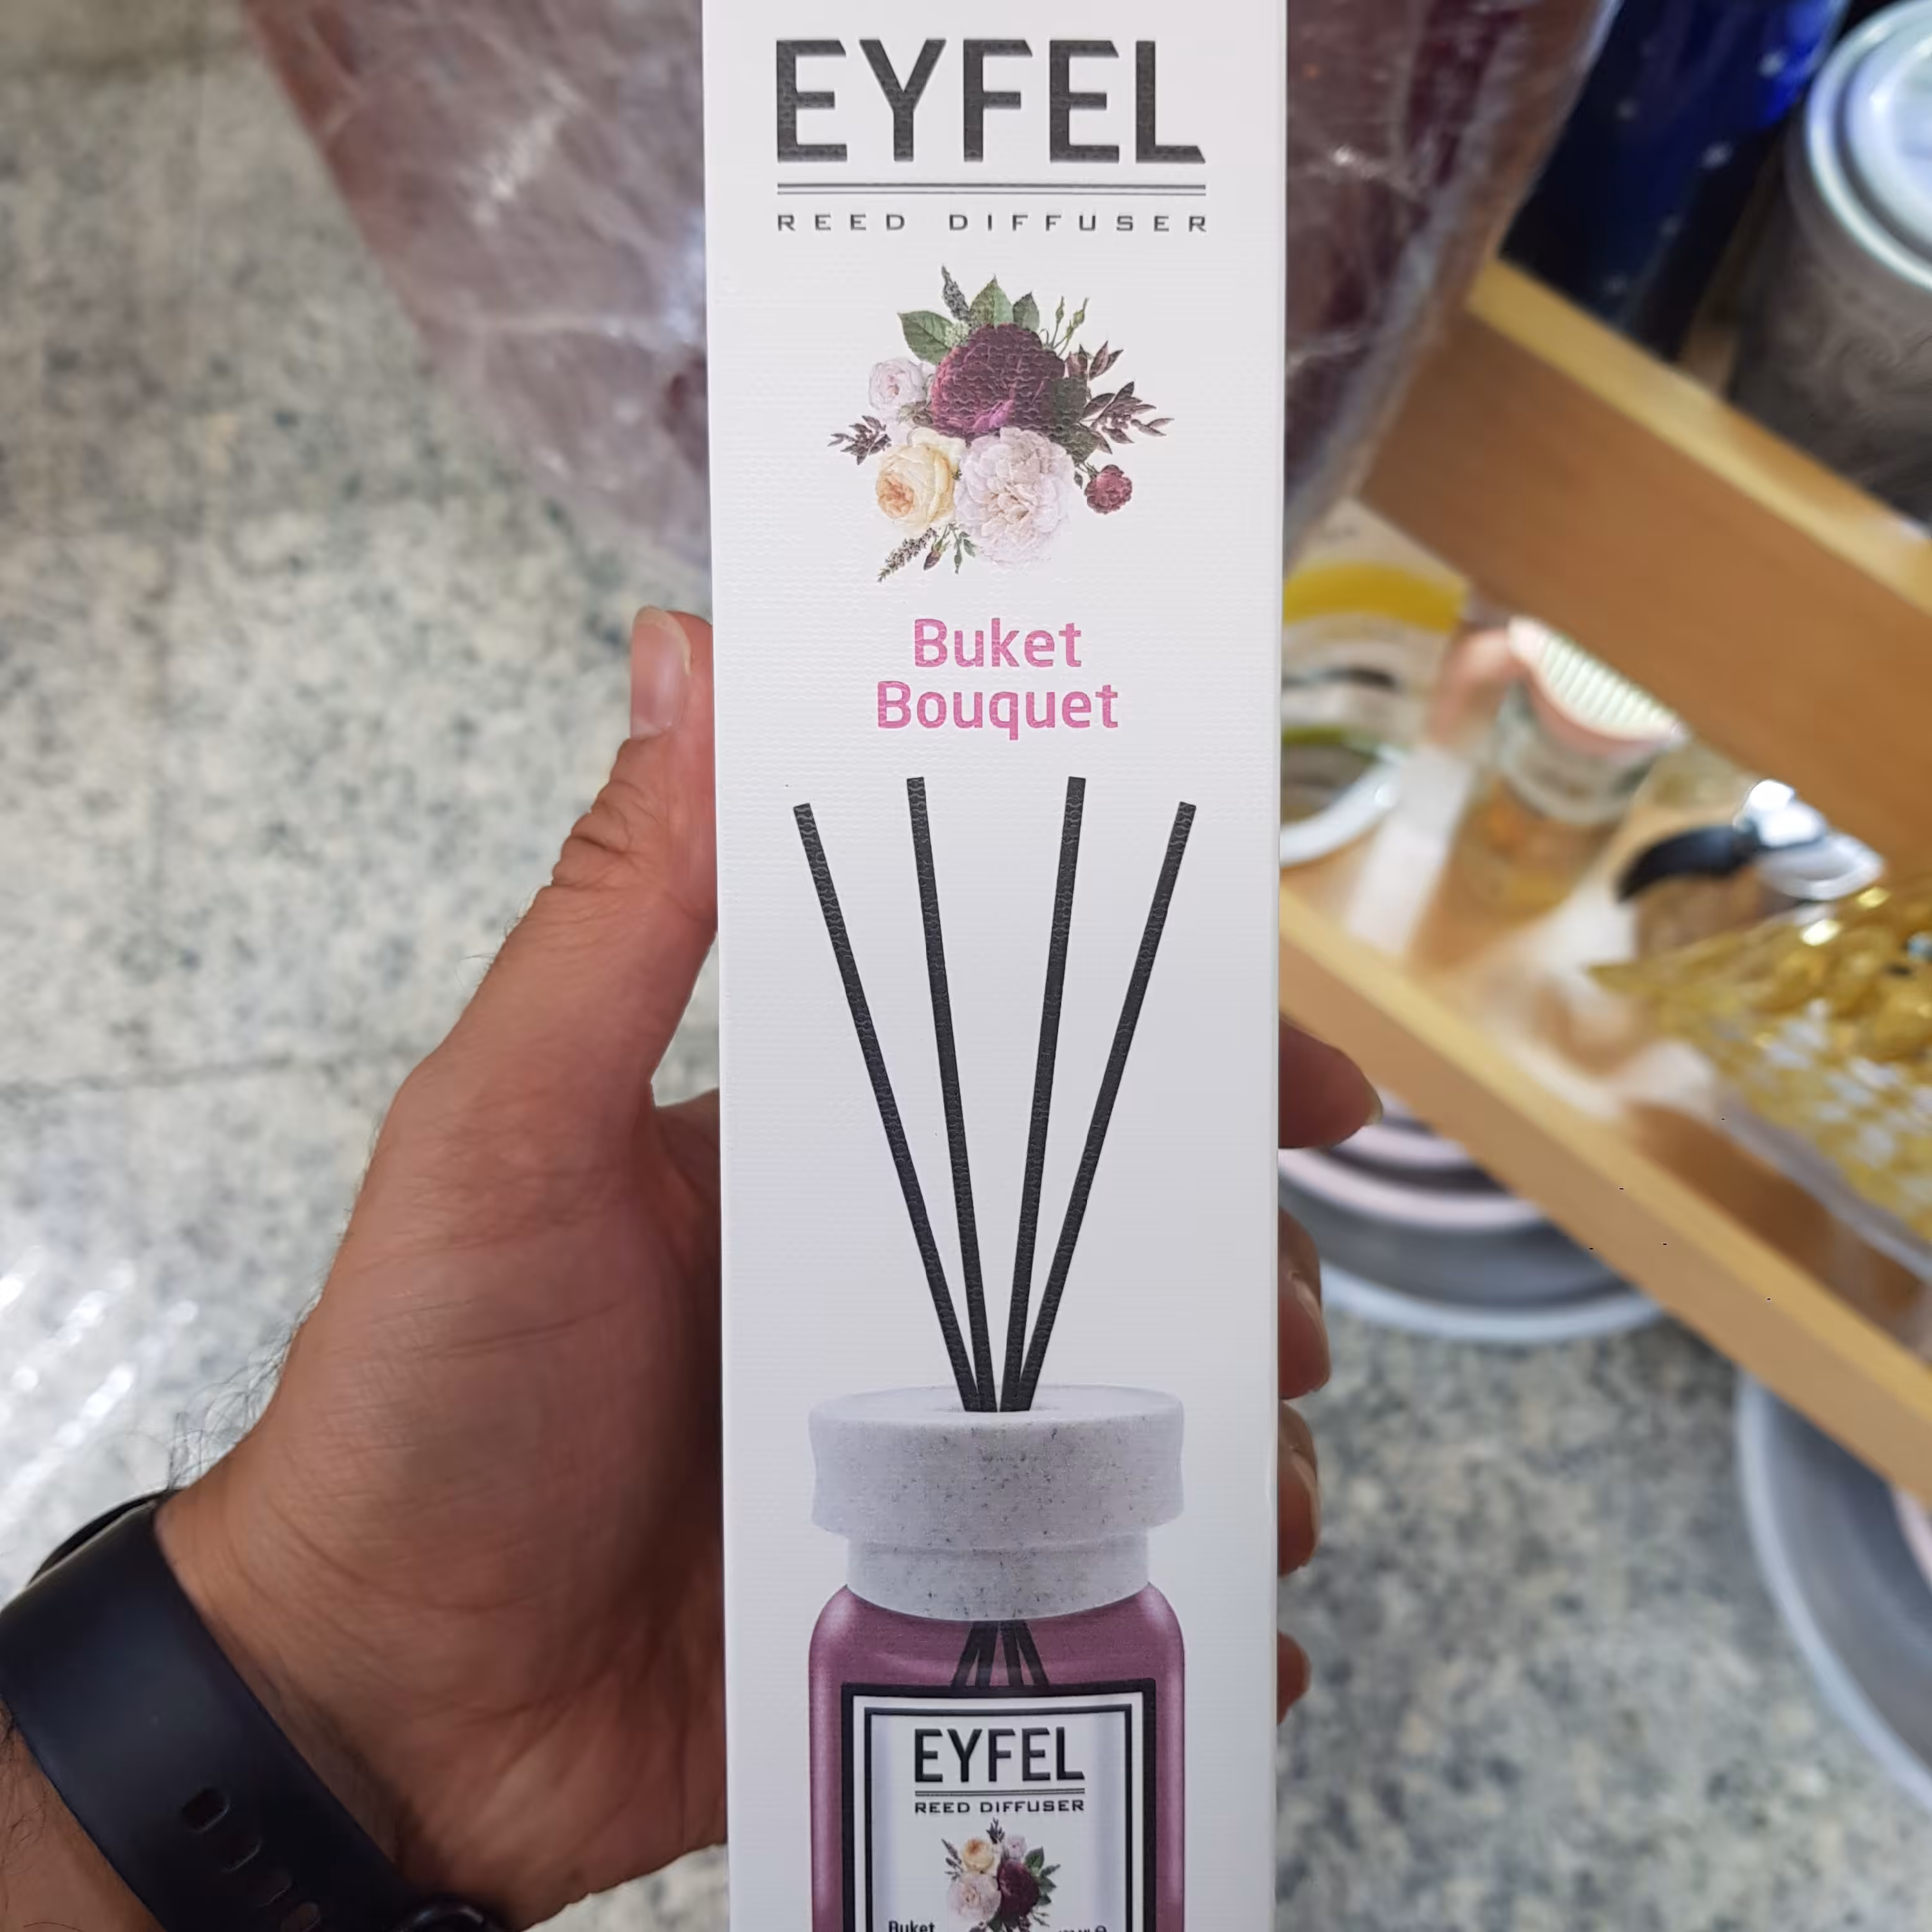 EYFEL
REED DIFFUSER
Buket
Bouquet
EYFEL
REED DIFFUSER
Buket